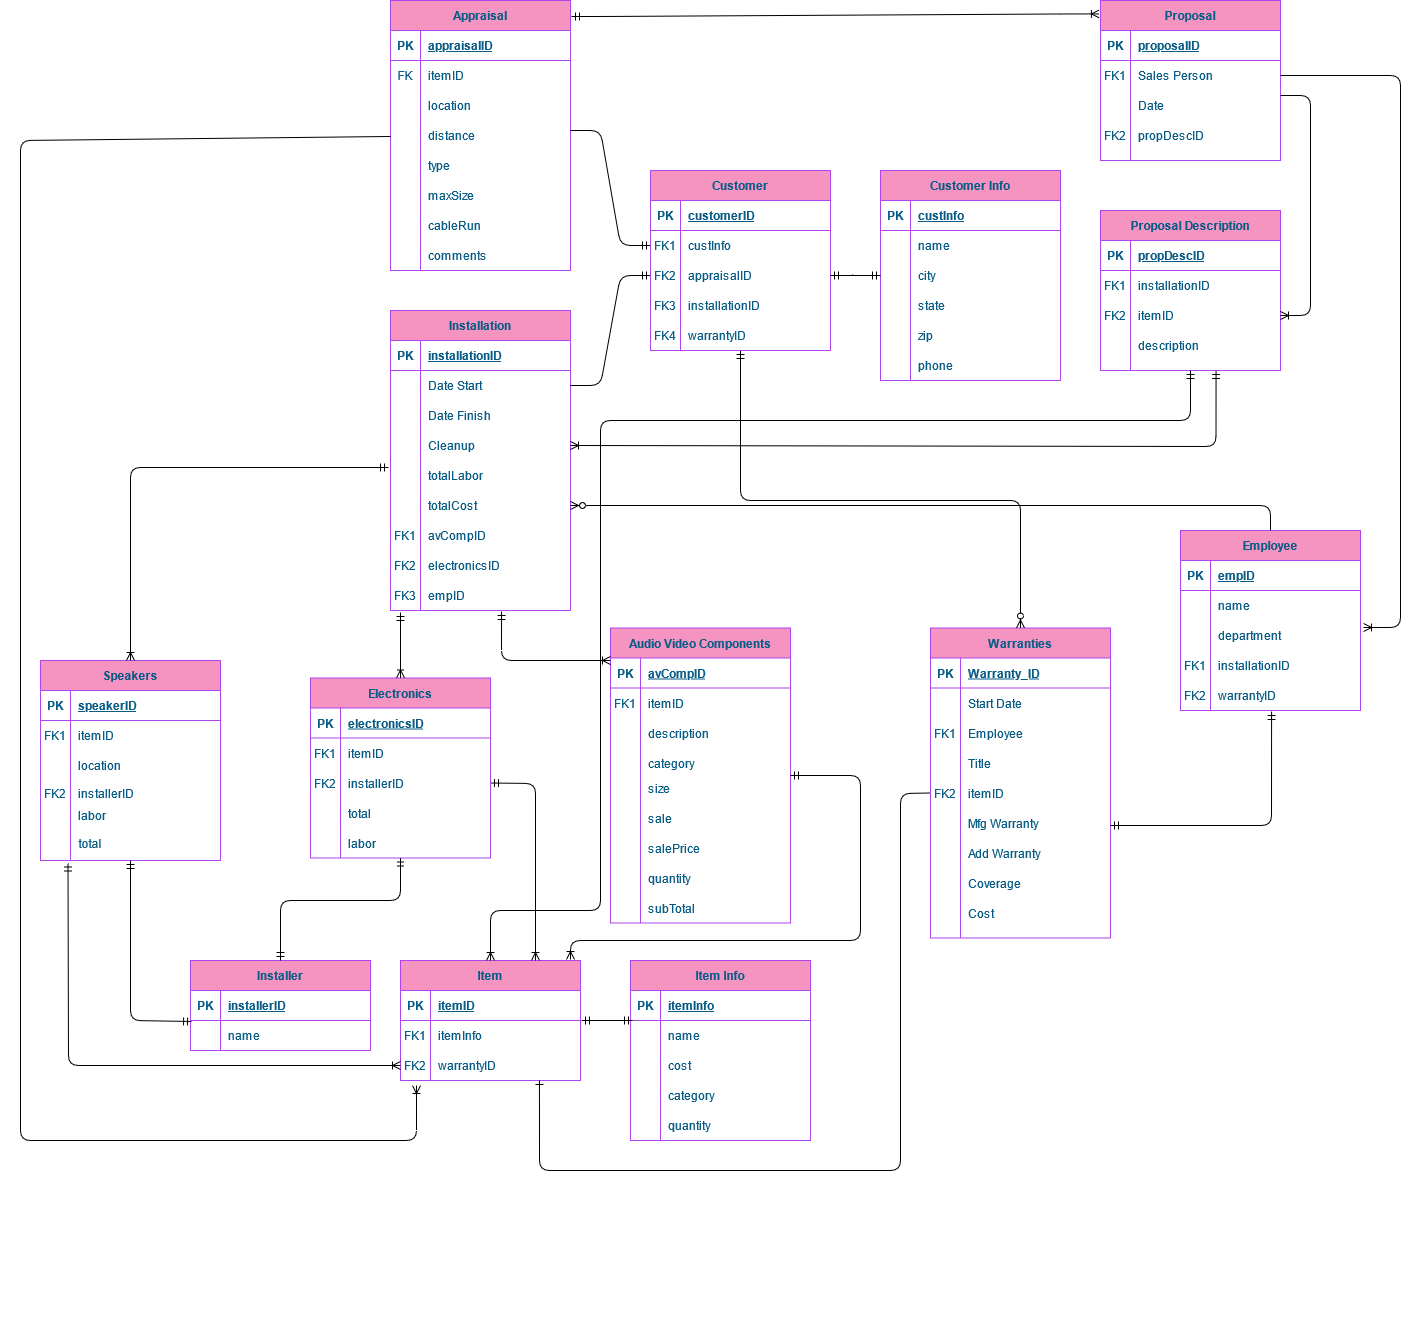 Appraisal
PK appraisalID
FK itemID
location
distance
type
maxSize
cableRun
comments
Proposal
PK proposalID
FK1 Sales Person
Date
FK2 propDescID
Customer
PK customerID
FK1 custInfo
FK2 appraisalID
FK3 installationID
FK4 warrantyID
Customer Info
PK custInfo
name
city
state
zip
phone
Proposal Description
PK propDescID
FK1 installationID
FK2 itemID
description
Installation
PK installationID
Date Start
Date Finish
Cleanup
totalLabor
totalCost
FK1 avCompID
FK2 electronicsID
FK3 empID
Employee
PK empID
name
department
FK1 installationID
FK2 warrantyID
Speakers
PK speakerID
FK1 itemID
location
FK2 installerID
labor
total
Electronics
PK electronicsID
FK1 itemID
FK2 installerID
total
labor
Audio Video Components
PK avCompID
FK1 itemID
description
category
size
sale
salePrice
quantity
subTotal
Warranties
PK Warranty_ID
Start Date
FK1 Employee
Title
FK2 itemID
Mfg Warranty
Add Warranty
Coverage
Cost
Installer
PK installerID
name
Item
PK itemID
FK1 itemInfo
FK2 warrantyID
Item Info
PK itemInfo
name
cost
category
quantity